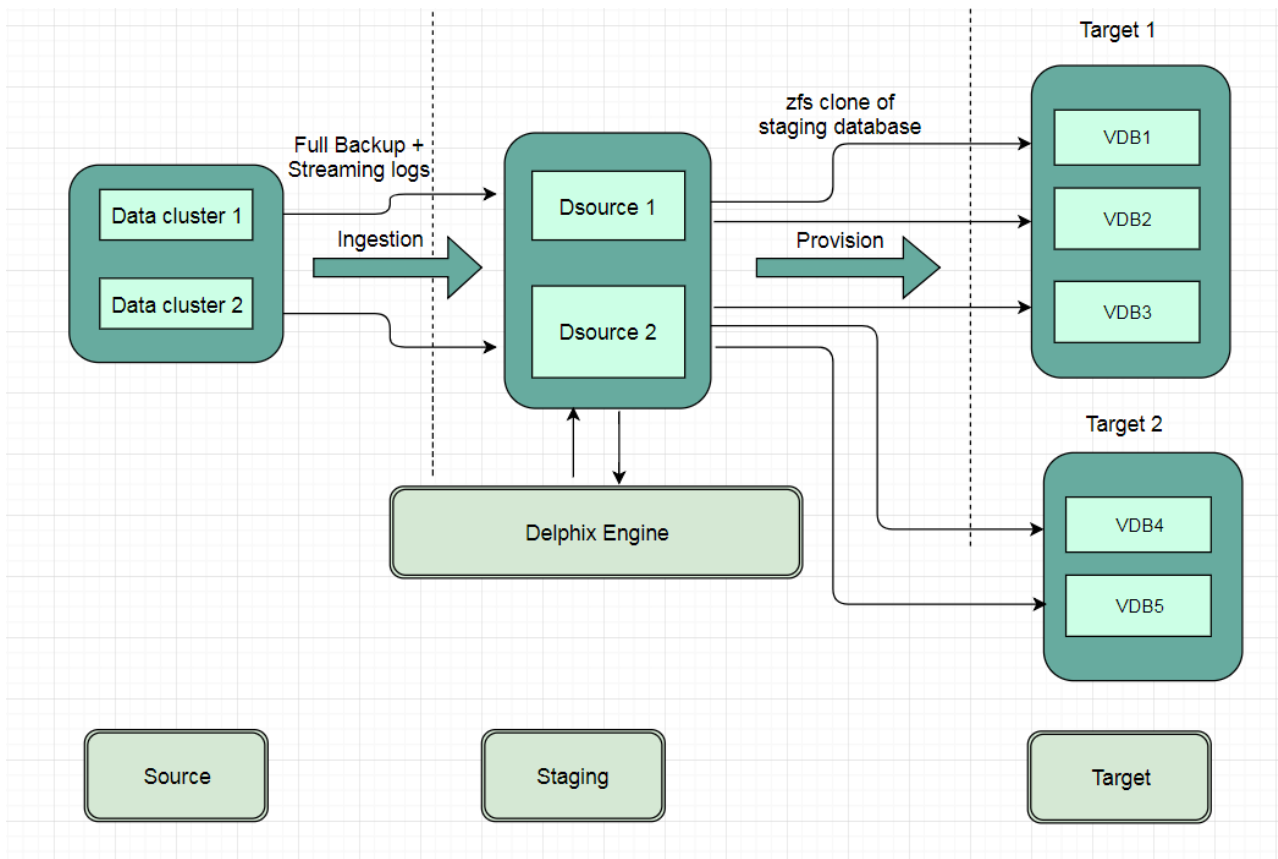 Target 1
zfs clone of
staging database
Full Backup +
Streaming logs
Data cluster 1
Data cluster 2
Ingestion
Dsource 1
Dsource 2
Provision
VDB1
VDB2
VDB3
Target 2
VDB4
VDB5
Delphix Engine
Source
Staging
Target